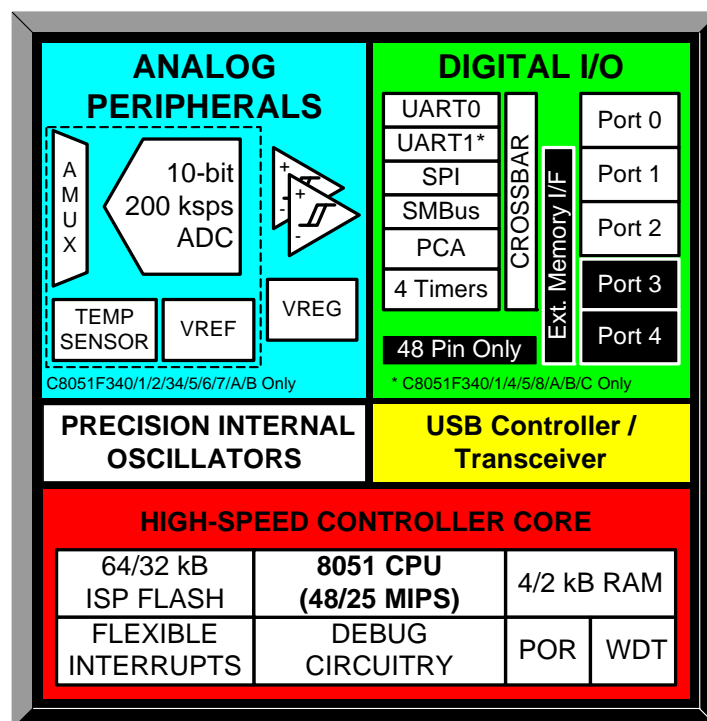 ANALOG
PERIPHERALS
A
M
U
X
10-bit
200 ksps
ADC
+
-
+
-
TEMP
SENSOR
VREF
VREG
C8051F340/1/2/34/5/6/7/A/B Only
DIGITAL I/O
UART0
UART1*
SPI
SMBus
PCA
4 Timers
CROSSBAR
Ext. Memory I/F
Port 0
Port 1
Port 2
Port 3
Port 4
48 Pin Only
* C8051F340/1/4/5/8/A/B/C Only
PRECISION INTERNAL
OSCILLATORS
USB Controller /
Transceiver
HIGH-SPEED CONTROLLER CORE
64/32 kB
ISP FLASH
8051 CPU
(48/25 MIPS)
4/2 kB RAM
FLEXIBLE
INTERRUPTS
DEBUG
CIRCUITRY
POR
WDT